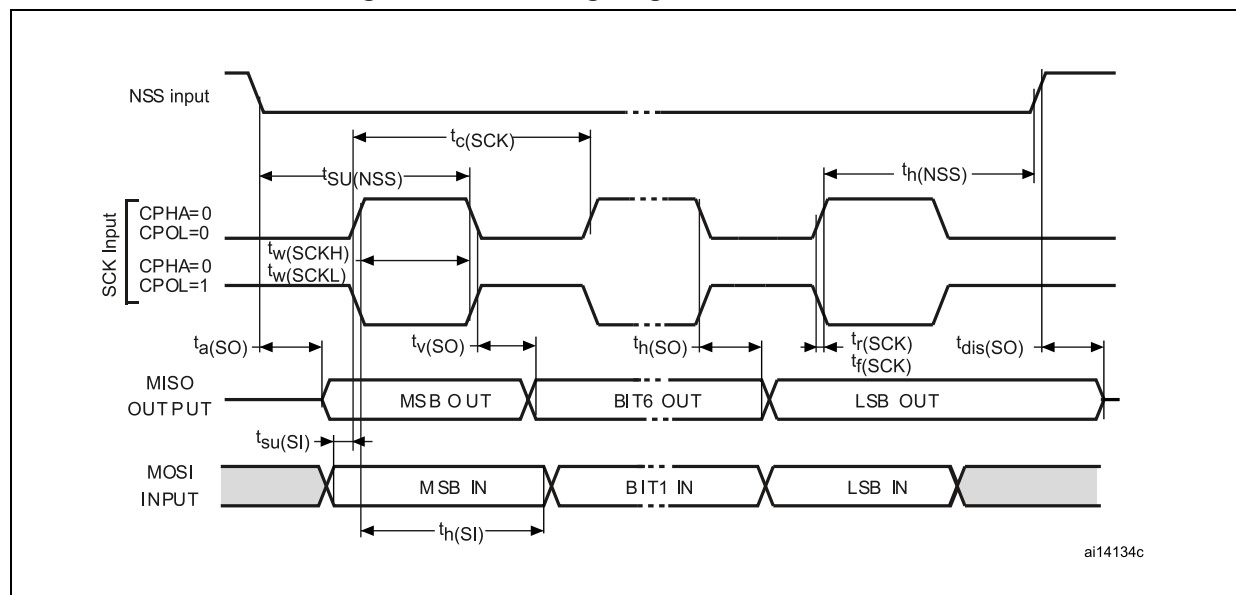 NSS input
tc(SCK)
tSU(NSS)
th(NSS)
SCK Input
CPHA=0
CPOL=0
tw(SCKH)
CPHA=0
tw(SCKL)
CPOL=1
ta(SO)
tv(SO)
th(SO)
tr(SCK)
tf(SCK)
tdis(SO)
MISO
OUTPUT
MSB OUT
BIT6 OUT
LSB OUT
tsu(SI)
MOSI
INPUT
MSB IN
BIT1 IN
LSB IN
th(SI)
ai14134c